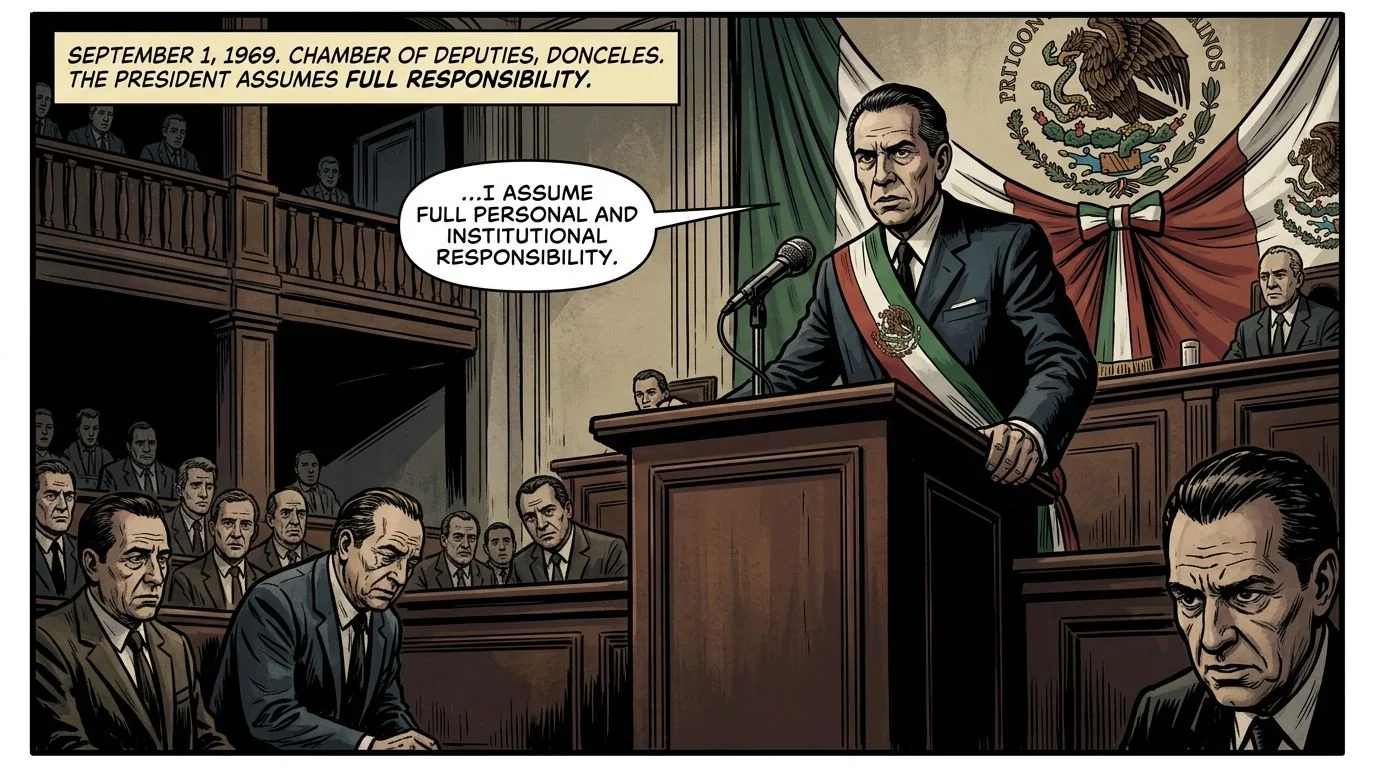 SEPTEMBER 1, 1969. CHAMBER OF DEPUTIES, DONCELES.
THE PRESIDENT ASSUMES FULL RESPONSIBILITY.
...I ASSUME
FULL PERSONAL AND
INSTITUTIONAL
RESPONSIBILITY.